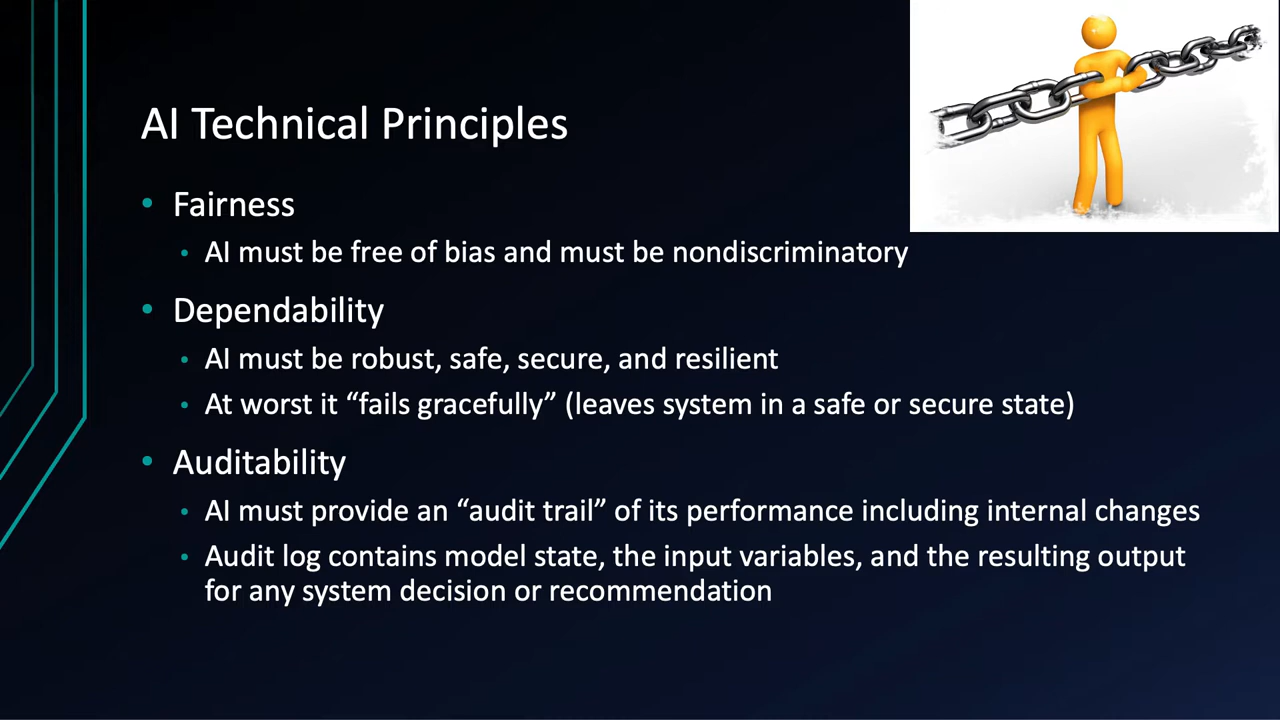 AI Technical Principles
• Fairness
• AI must be free of bias and must be nondiscriminatory
• Dependability
• AI must be robust, safe, secure, and resilient
• At worst it “fails gracefully” (leaves system in a safe or secure state)
• Auditability
• AI must provide an “audit trail” of its performance including internal changes
• Audit log contains model state, the input variables, and the resulting output
for any system decision or recommendation